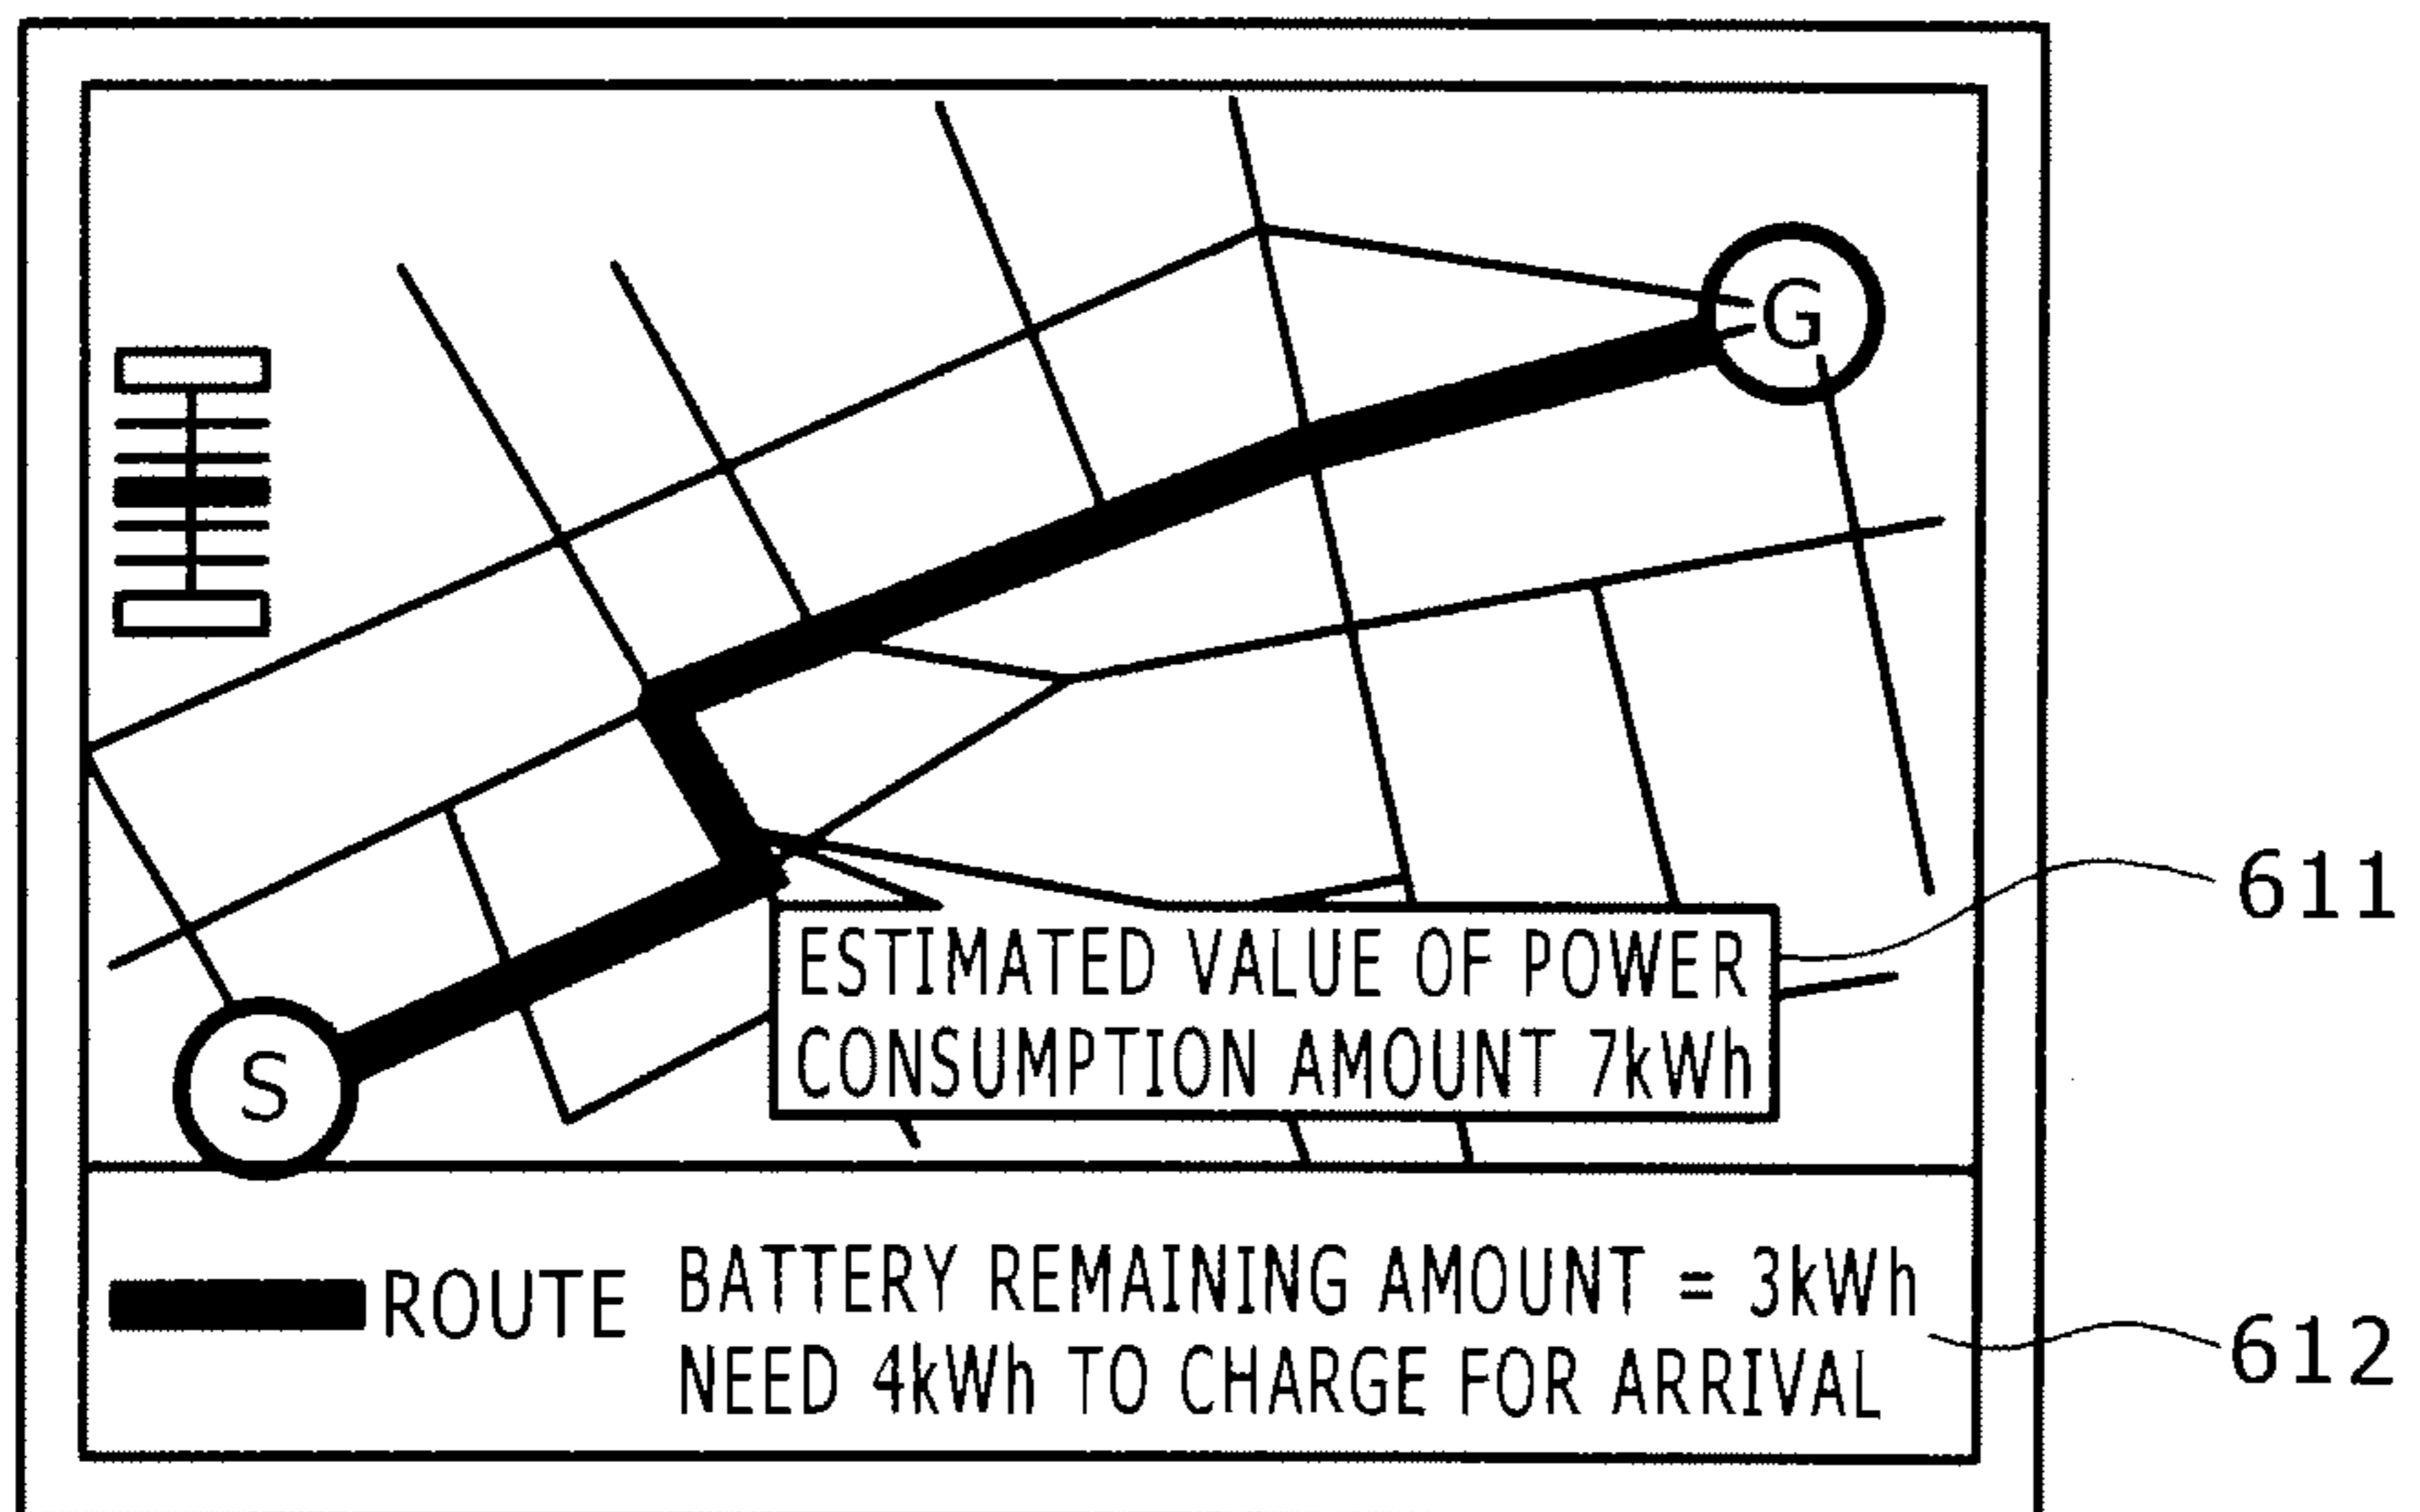 G
611
ESTIMATED VALUE OF POWER
CONSUMPTION AMOUNT 7kWh
S
ROUTE
BATTERY REMAINING AMOUNT = 3kWh
NEED 4kWh TO CHARGE FOR ARRIVAL
612